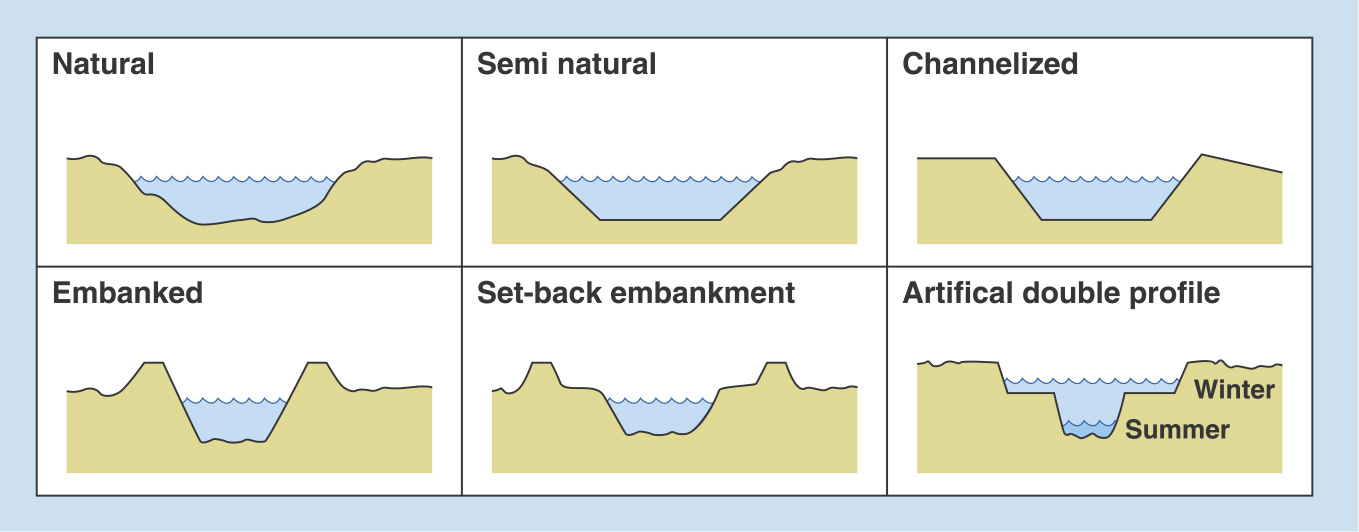 Natural
Semi natural
Channelized
Embanked
Set-back embankment
Artifical double profile
Winter
Summer